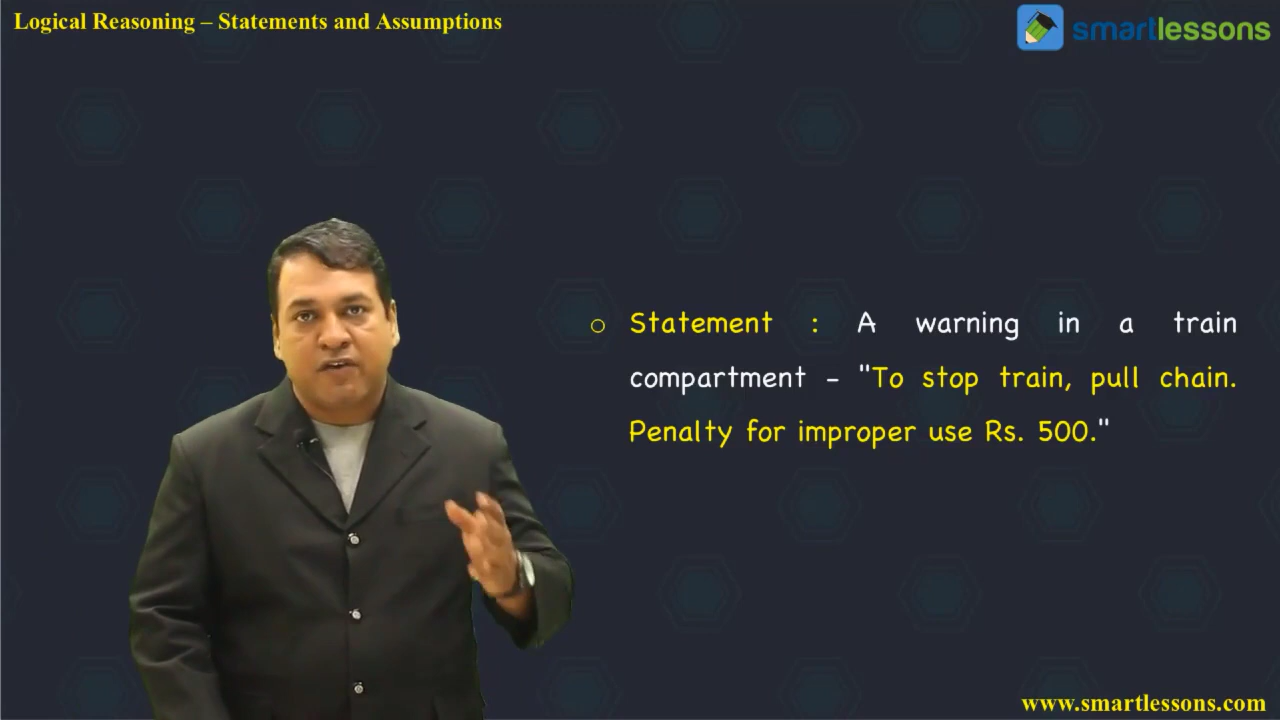 Logical Reasoning – Statements and Assumptions
smartlessons
o Statement : A warning in a train
compartment - "To stop train, pull chain.
Penalty for improper use Rs. 500."
www.smartlessons.com